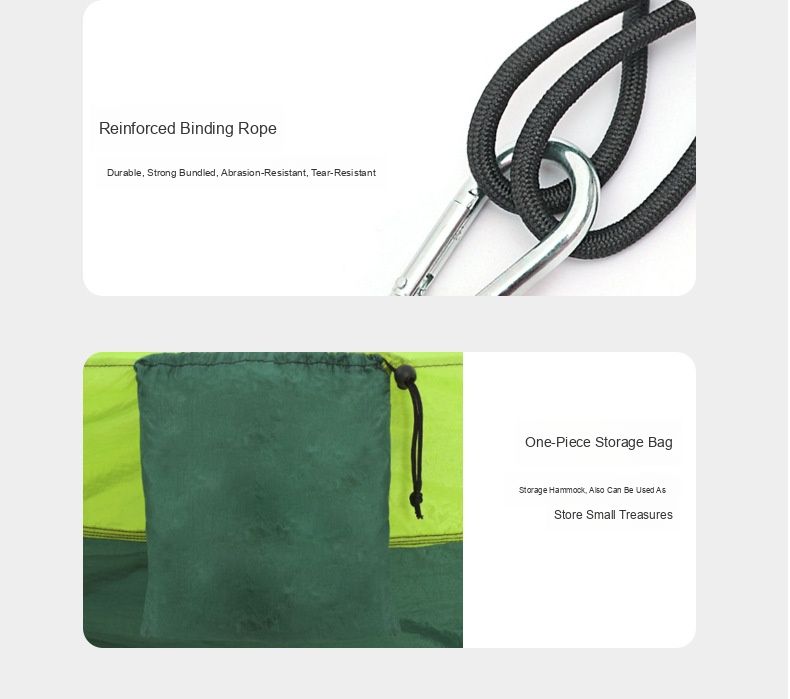 Reinforced Binding Rope
Durable, Strong Bundled, Abrasion-Resistant, Tear-Resistant
One-Piece Storage Bag
Storage Hammock, Also Can Be Used As
Store Small Treasures